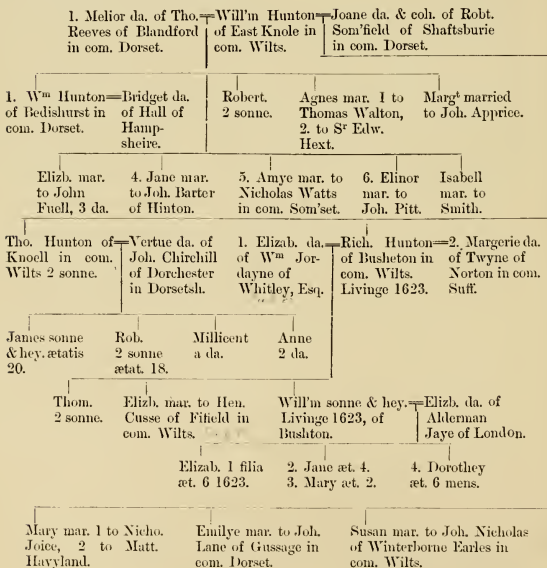 1. Melior da. of Tho. Will'm Hunton Joane da. & coh. of Robt.
Reeves of Blandford of East Knole in Som'field of Shaftsburie
in com. Dorset. com. Wilts. in com. Dorset.
1. Wm Hunton Bridget da. Robert. Agnes mar. 1 to Margt married
of Bedishurst in of Hall of 2 sonne. Thomas Walton, to Joh. Apprice.
com. Dorset. Hamp- 2. to Sr Edw.
sheire. Hext.
Elizb. mar. 4. Jane mar. 5. Amye mar. to 6. Elinor Isabell
to John to Joh. Barter Nicholas Watts mar. to mar. to
Fuell, 3 da. of Hinton. in com. Som'set. Joh. Pitt. Smith.
Tho. Hunton of Vertue da. of 1. Elizab. da. Rich. Hunton 2. Margerie da.
Knoell in com. Joh. Chirchill of Wm Jor- of Busheton in of Twyne of
Wilts 2 sonne. of Dorchester dayne of com. Wilts. Norton in com.
in Dorsetsh. Whitley, Esq. Livinge 1623. Suff.
James sonne Rob. Millicent Anne
& hey. ætatis 2 sonne a da. 2 da.
20. ætat. 18.
Thom. Elizb. mar. to Hen. Will'm sonne & hey. Elizb. da. of
2 sonne. Cusse of Fifield in Livinge 1623, of Alderman
com. Wilts. Bushton. Jaye of London.
Elizab. 1 filia 2. Jane æt. 4. 4. Dorothey
æt. 6 1623. 3. Mary æt. 2. æt. 6 mens.
Mary mar. 1 to Nicho. Emilye mar. to Joh. Susan mar. to Joh. Nicholas
Joice, 2 to Matt. Lane of Gussage in of Winterborne Earles in
Havyland. com. Dorset. com. Wilts.